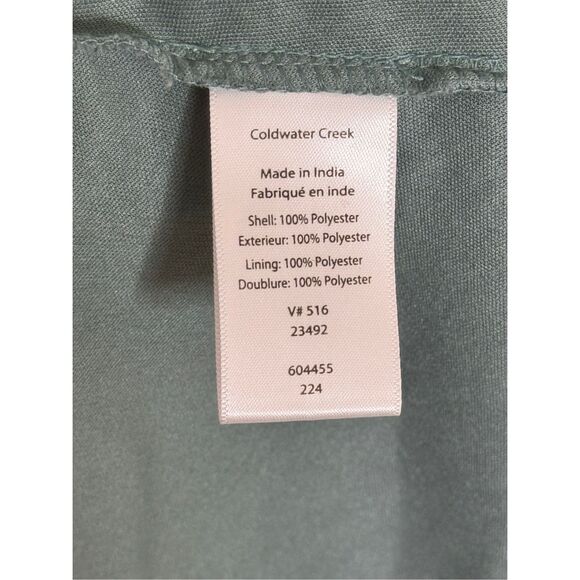 Coldwater Creek
Made in India
Fabriqué en inde
Shell: 100% Polyester
Exterieur: 100% Polyester
Lining: 100% Polyester
Doublure: 100% Polyester
V# 516
23492
604455
224